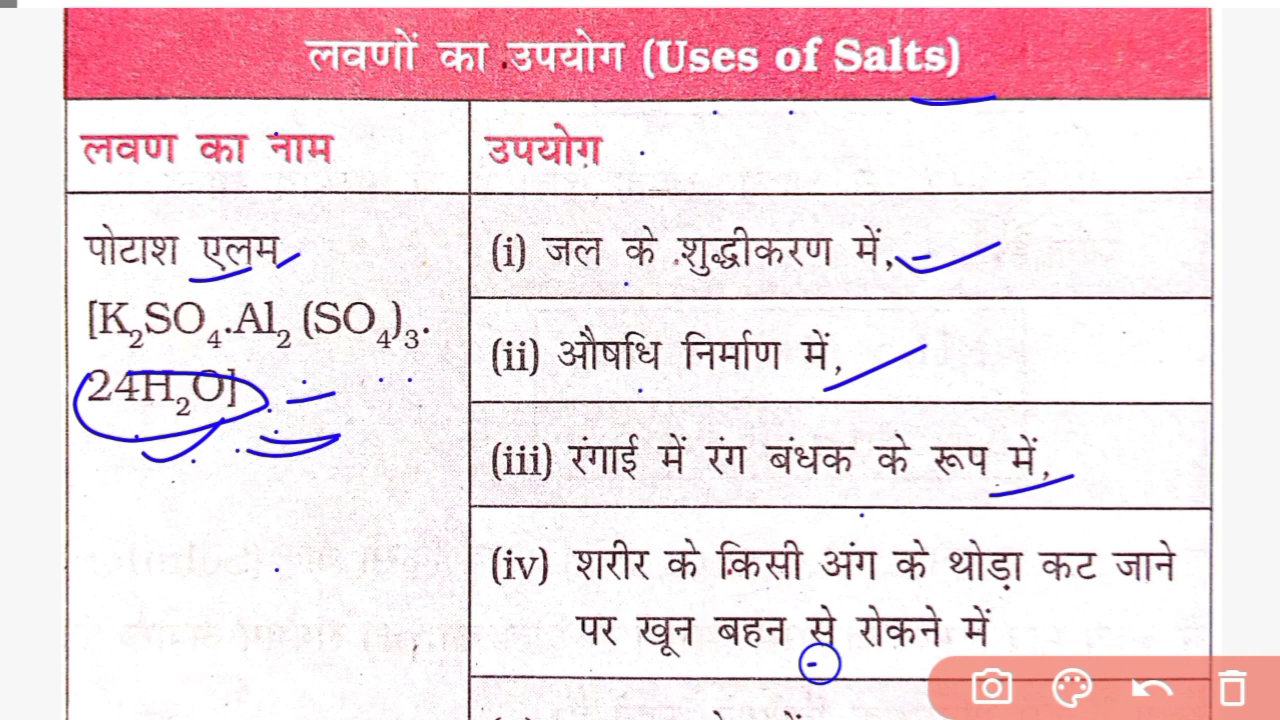 लवणों का उपयोग (Uses of Salts)
लवण का नाम
उपयोग
पोटाश एलम
[K₂SO₄.Al₂ (SO₄)₃.
24H₂O]
(i) जल के शुद्धीकरण में,
(ii) औषधि निर्माण में,
(iii) रंगाई में रंग बंधक के रूप में,
(iv) शरीर के किसी अंग के थोड़ा कट जाने
पर खून बहन से रोकने में